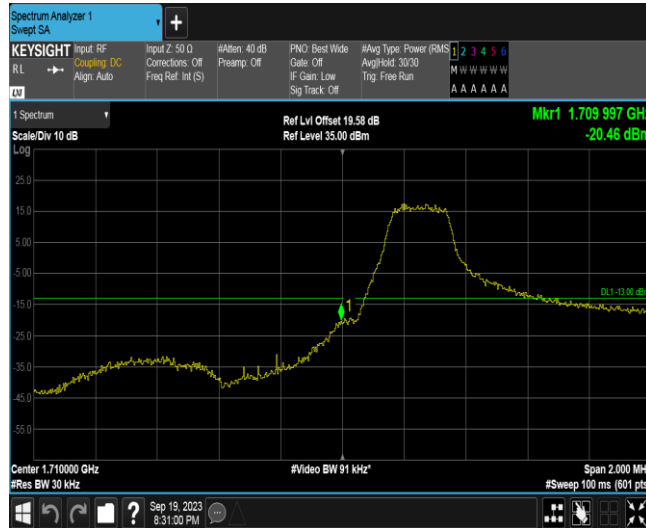 Spectrum Analyzer 1
Swept SA
+
KEYSIGHT
RL
LXI
Input: RF
Coupling: DC
Align: Auto
Input Z: 50 Ω
Corrections: Off
Freq Ref: Int (S)
#Atten: 40 dB
Preamp: Off
PNO: Best Wide
Gate: Off
IF Gain: Low
Sig Track: Off
#Avg Type: Power (RMS
Avg|Hold: 30/30
Trig: Free Run
1 2 3 4 5 6
M W W W W W
A A A A A A
1 Spectrum
Scale/Div 10 dB
Ref Lvl Offset 19.58 dB
Ref Level 35.00 dBm
Mkr1 1.709 997 GHz
-20.46 dBm
Log
25.0
15.0
5.00
-5.00
-15.0
-25.0
-35.0
-45.0
-55.0
1
DL1 -13.00 dBm
Center 1.710000 GHz
#Res BW 30 kHz
#Video BW 91 kHz*
Span 2.000 MH
#Sweep 100 ms (601 pts
?
Sep 19, 2023
8:31:00 PM